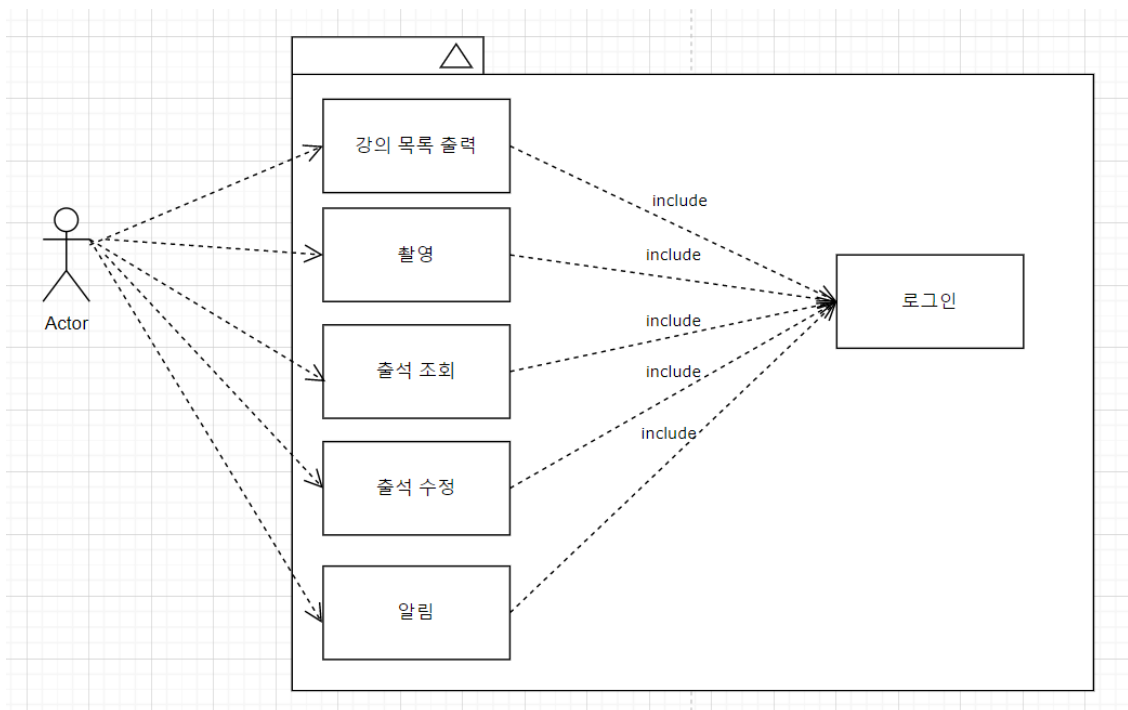 강의 목록 출력
include
촬영
include
로그인
Actor
include
출석 조회
include
include
출석 수정
알림